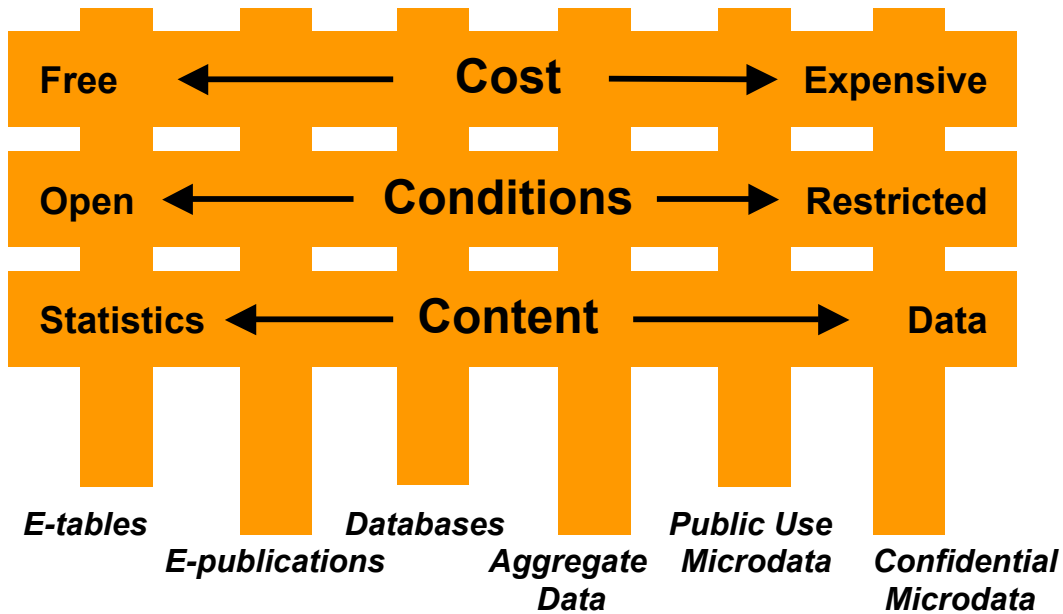 Free Cost Expensive
Open Conditions Restricted
Statistics Content Data
E-tables Databases Public Use
E-publications Aggregate Microdata Confidential
Data Microdata